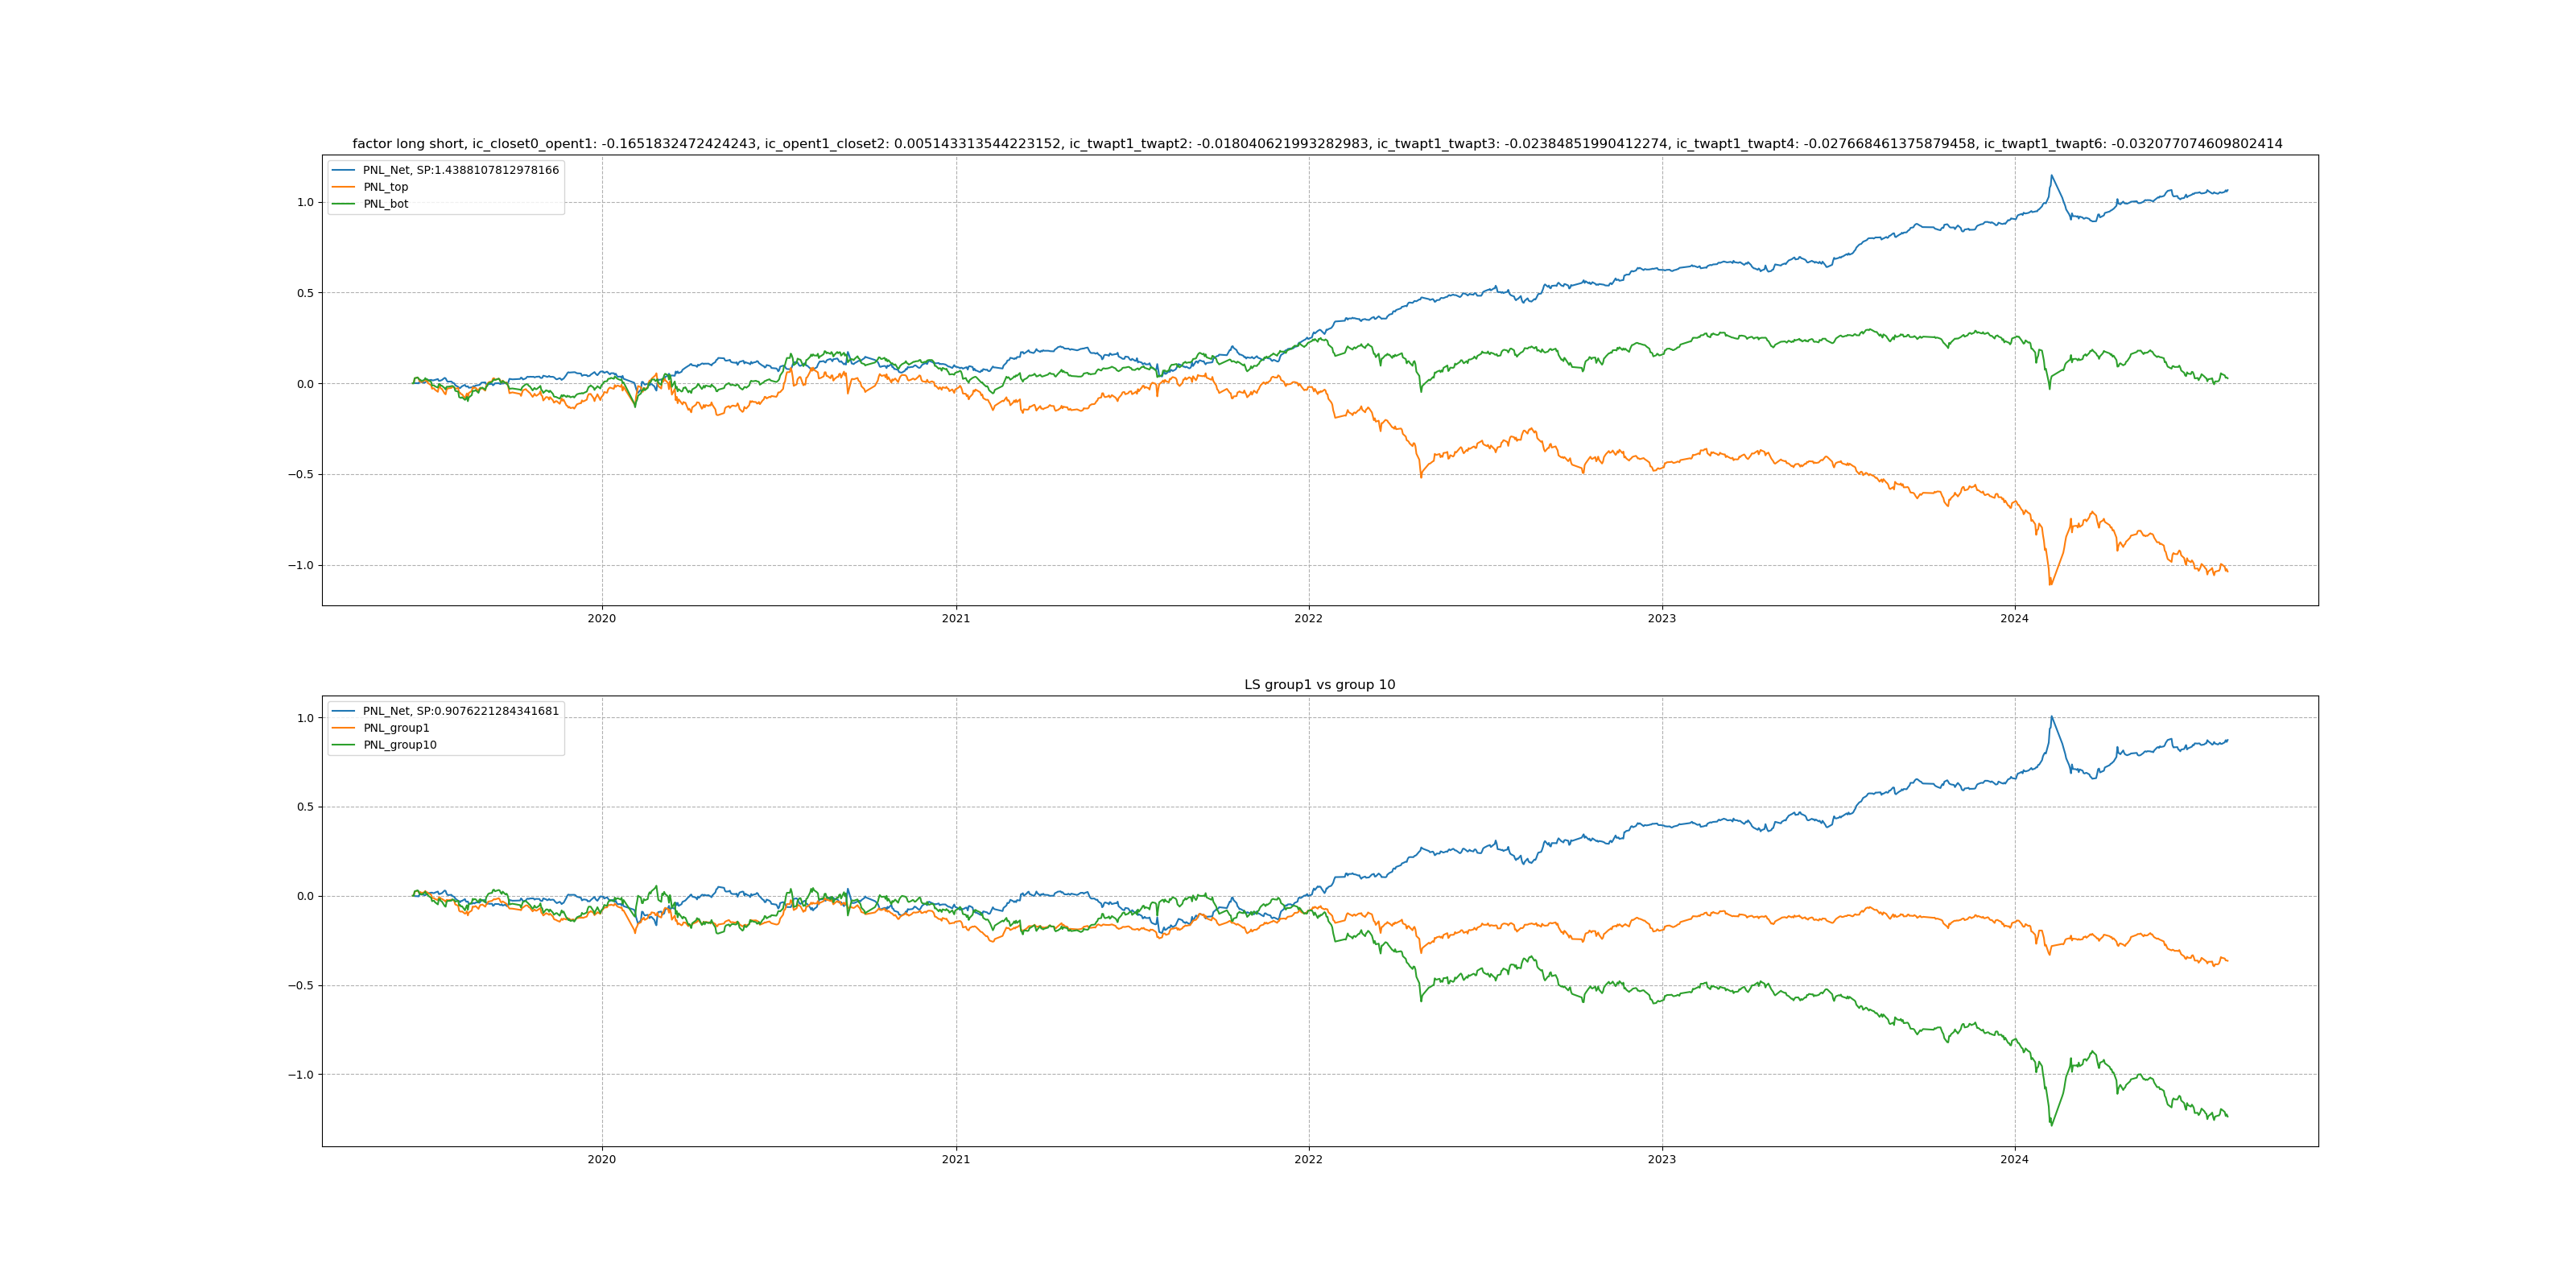 factor long short, ic_closet0_opent1: -0.1651832472424243, ic_opent1_closet2: 0.005143313544223152, ic_twapt1_twapt2: -0.018040621993282983, ic_twapt1_twapt3: -0.02384851990412274, ic_twapt1_twapt4: -0.027668461375879458, ic_twapt1_twapt6: -0.032077074609802414
PNL_Net, SP:1.4388107812978166
PNL_top
PNL_bot
1.0
0.5
0.0
−0.5
−1.0
2020 2021 2022 2023 2024
LS group1 vs group 10
PNL_Net, SP:0.9076221284341681
PNL_group1
PNL_group10
1.0
0.5
0.0
−0.5
−1.0
2020 2021 2022 2023 2024